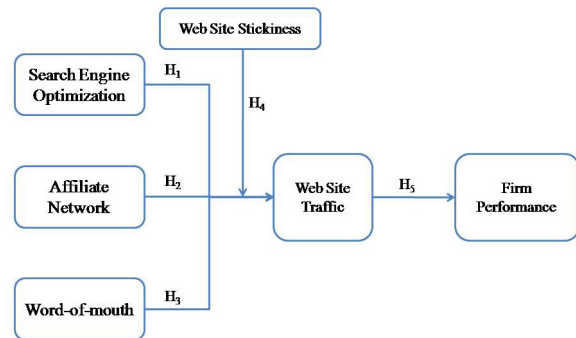 Web Site Stickiness
Search Engine
Optimization
H₁
H₄
Affiliate
Network
H₂
Web Site
Traffic
H₅
Firm
Performance
Word-of-mouth
H₃